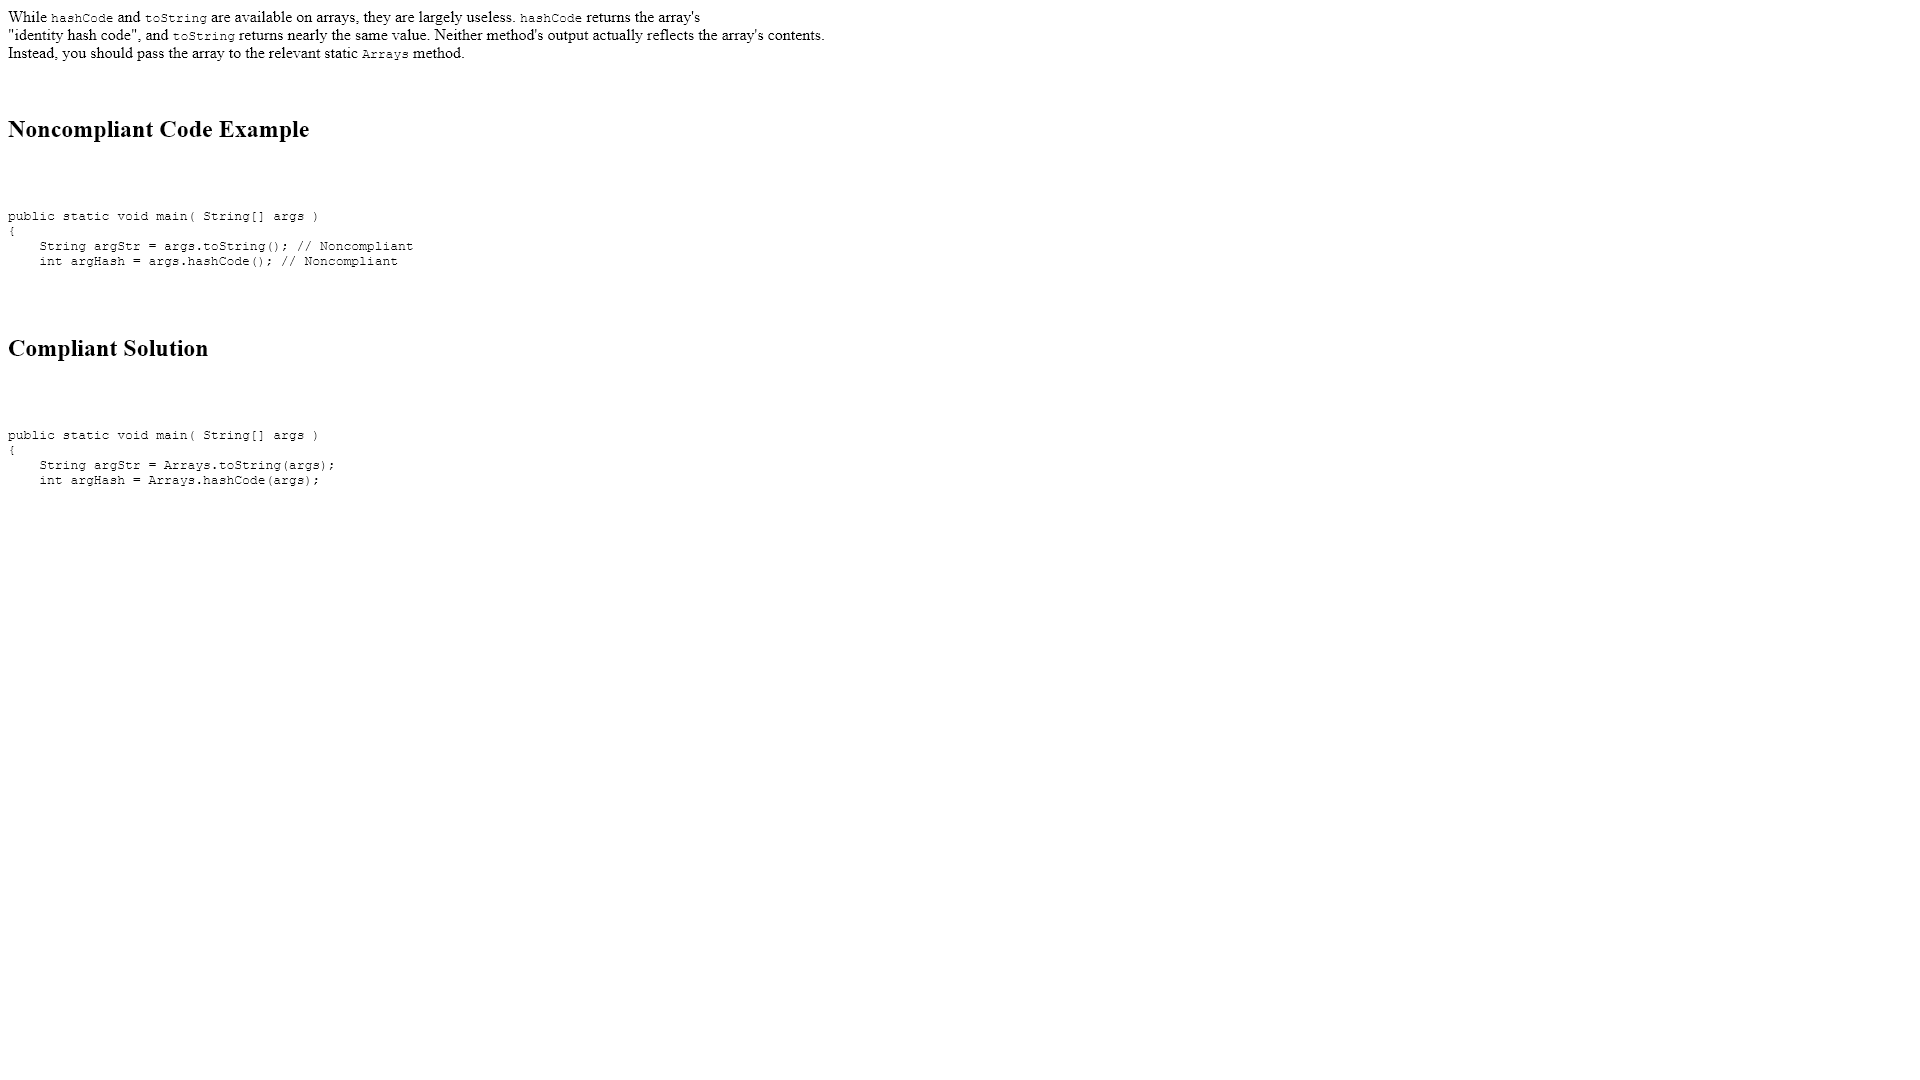 While hashCode and toString are available on arrays, they are largely useless. hashCode returns the array's
"identity hash code", and toString returns nearly the same value. Neither method's output actually reflects the array's contents.
Instead, you should pass the array to the relevant static Arrays method.
Noncompliant Code Example
public static void main( String[] args )
{
    String argStr = args.toString(); // Noncompliant
    int argHash = args.hashCode(); // Noncompliant
Compliant Solution
public static void main( String[] args )
{
    String argStr = Arrays.toString(args);
    int argHash = Arrays.hashCode(args);